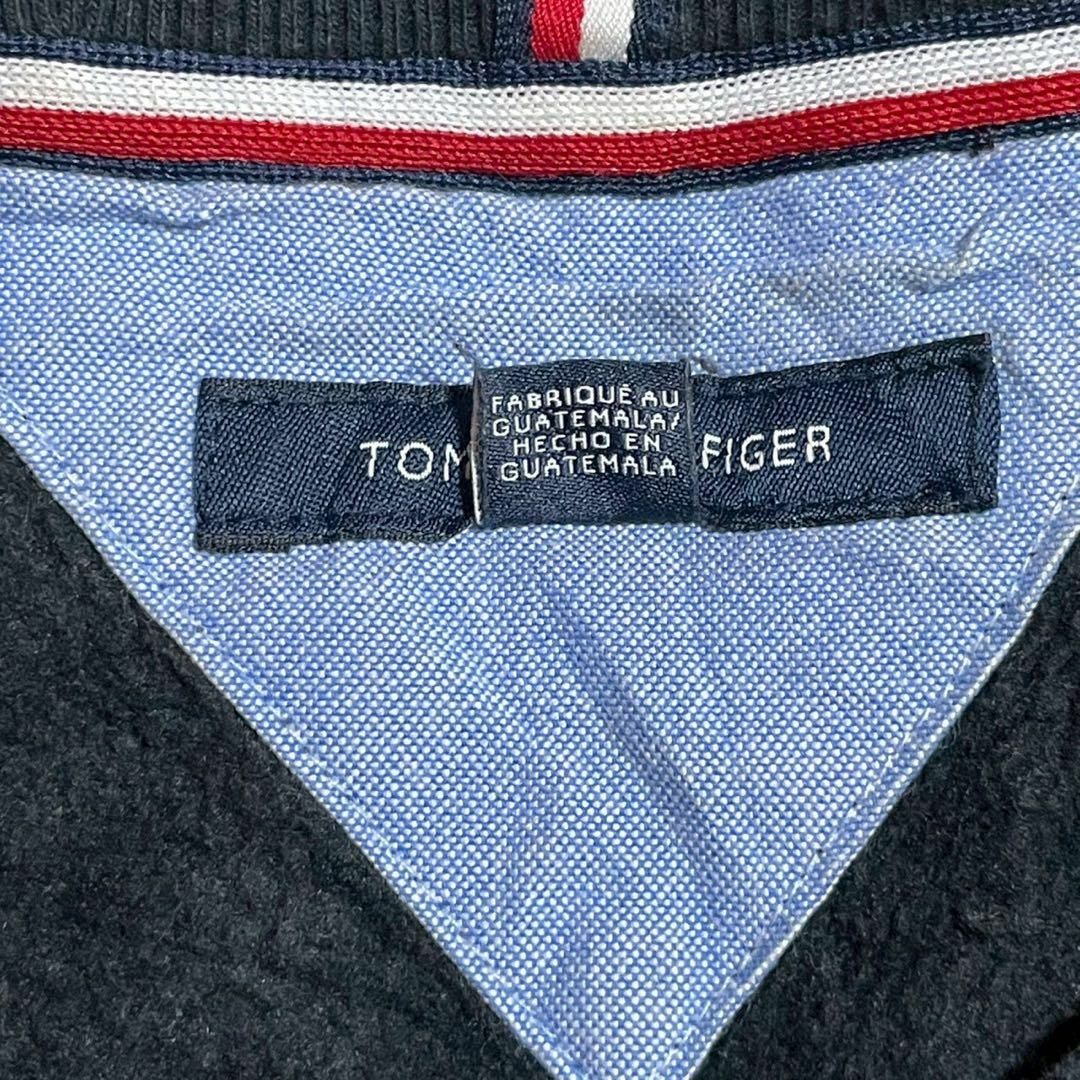 FABRIQUÉ AU
GUATEMALA/
HECHO EN
GUATEMALA
TOM FIGER